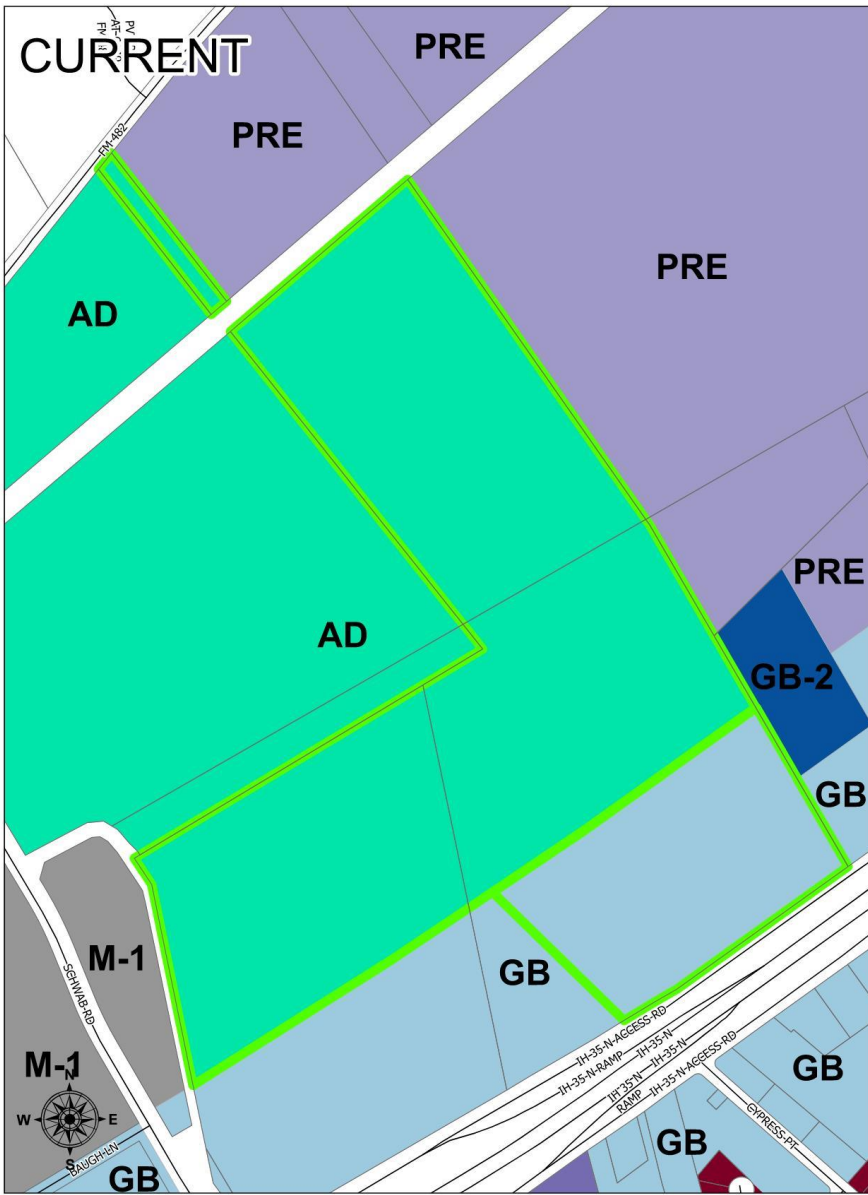 CURRENT
PRE
PRE
FM-482
PRE
AD
PRE
AD
GB-2
GB
M-1
GB
SCHWAB-RD
IH-35-N-ACCESS-RD
IH-35-N-RAMP
IH-35-N
IH-35-N
IH-35-N-ACCESS-RD
RAMP
M-1
N
W
E
S
GB
CYPRESS-PT
BAUGH-LN
GB
GB